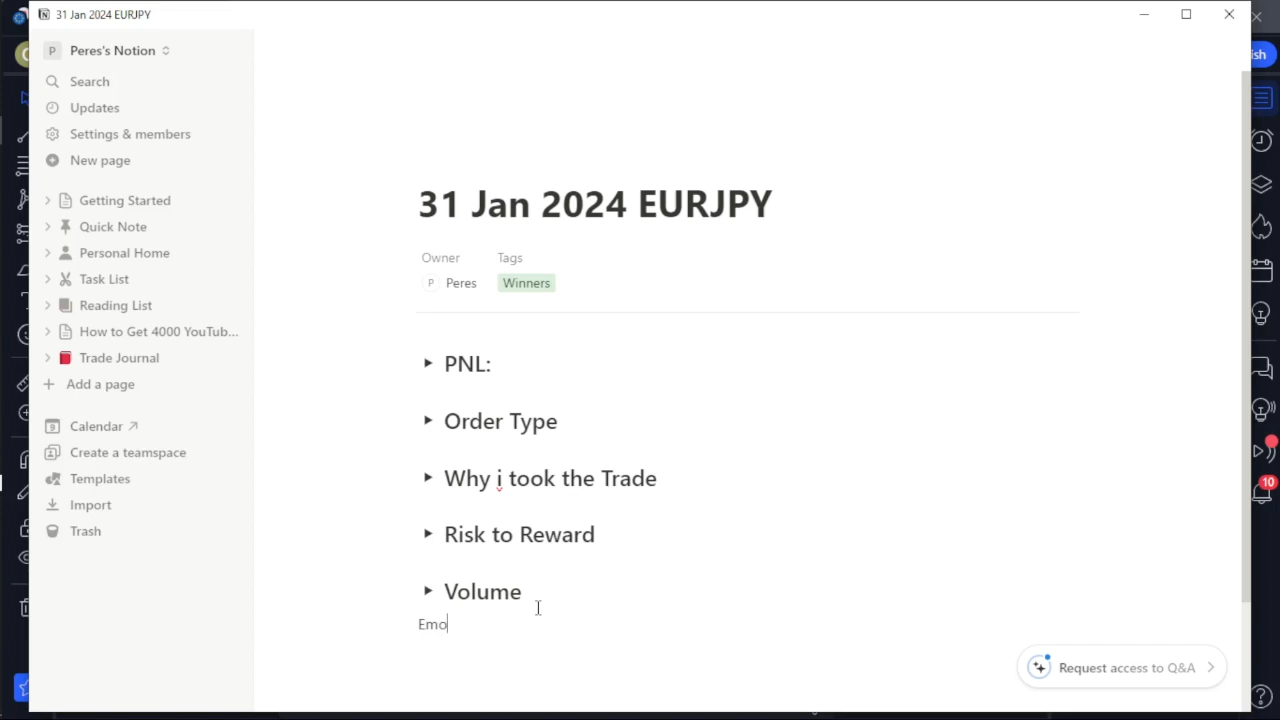 31 Jan 2024 EURJPY
P Peres's Notion
ish
Search
Updates
Settings & members
New page
Getting Started
Quick Note
Personal Home
Task List
Reading List
How to Get 4000 YouTub...
Trade Journal
Add a page
9 Calendar
Create a teamspace
Templates
Import
Trash
31 Jan 2024 EURJPY
Owner Tags
P Peres Winners
PNL:
Order Type
Why i took the Trade
10
Risk to Reward
Volume
Emo
Request access to Q&A